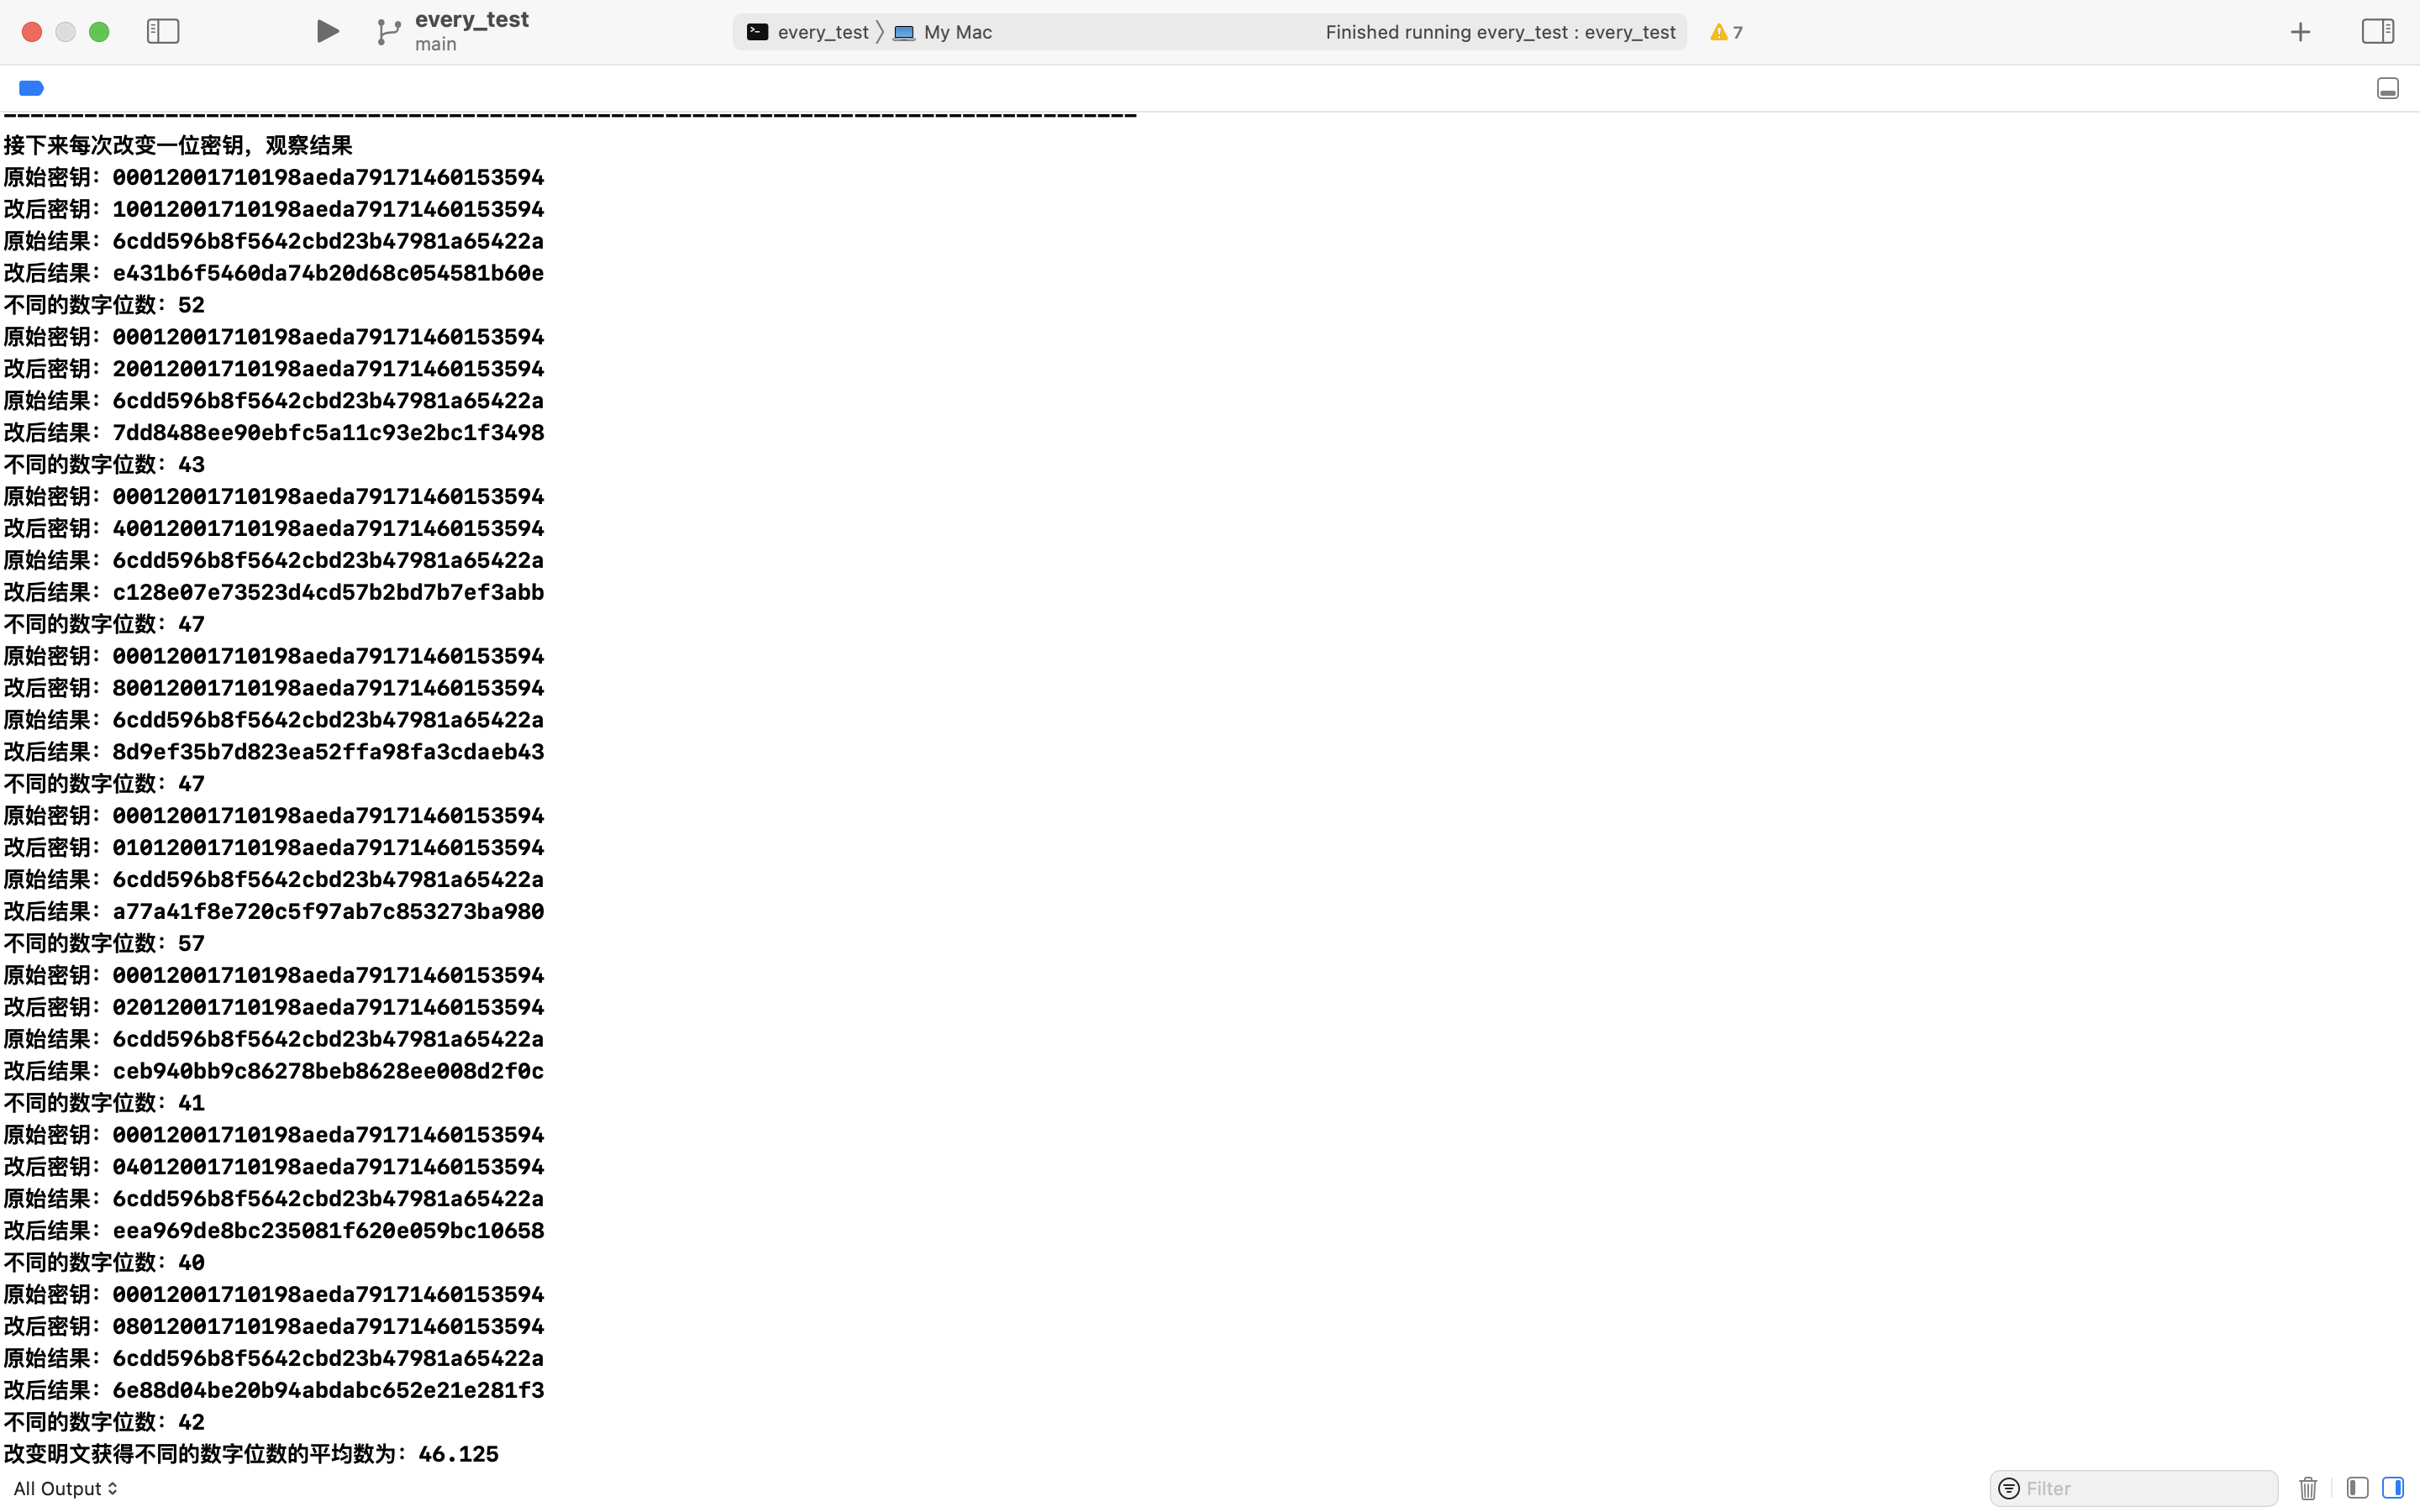 every_test
main
every_test 〉 My Mac
Finished running every_test : every_test
7
--------------------------------------------------------------------------------
接下来每次改变一位密钥，观察结果
原始密钥：00012001710198aeda79171460153594
改后密钥：10012001710198aeda79171460153594
原始结果：6cdd596b8f5642cbd23b47981a65422a
改后结果：e431b6f5460da74b20d68c054581b60e
不同的数字位数：52
原始密钥：00012001710198aeda79171460153594
改后密钥：20012001710198aeda79171460153594
原始结果：6cdd596b8f5642cbd23b47981a65422a
改后结果：7dd8488ee90ebfc5a11c93e2bc1f3498
不同的数字位数：43
原始密钥：00012001710198aeda79171460153594
改后密钥：40012001710198aeda79171460153594
原始结果：6cdd596b8f5642cbd23b47981a65422a
改后结果：c128e07e73523d4cd57b2bd7b7ef3abb
不同的数字位数：47
原始密钥：00012001710198aeda79171460153594
改后密钥：80012001710198aeda79171460153594
原始结果：6cdd596b8f5642cbd23b47981a65422a
改后结果：8d9ef35b7d823ea52ffa98fa3cdaeb43
不同的数字位数：47
原始密钥：00012001710198aeda79171460153594
改后密钥：01012001710198aeda79171460153594
原始结果：6cdd596b8f5642cbd23b47981a65422a
改后结果：a77a41f8e720c5f97ab7c853273ba980
不同的数字位数：57
原始密钥：00012001710198aeda79171460153594
改后密钥：02012001710198aeda79171460153594
原始结果：6cdd596b8f5642cbd23b47981a65422a
改后结果：ceb940bb9c86278beb8628ee008d2f0c
不同的数字位数：41
原始密钥：00012001710198aeda79171460153594
改后密钥：04012001710198aeda79171460153594
原始结果：6cdd596b8f5642cbd23b47981a65422a
改后结果：eea969de8bc235081f620e059bc10658
不同的数字位数：40
原始密钥：00012001710198aeda79171460153594
改后密钥：08012001710198aeda79171460153594
原始结果：6cdd596b8f5642cbd23b47981a65422a
改后结果：6e88d04be20b94abdabc652e21e281f3
不同的数字位数：42
改变明文获得不同的数字位数的平均数为：46.125
All Output
Filter